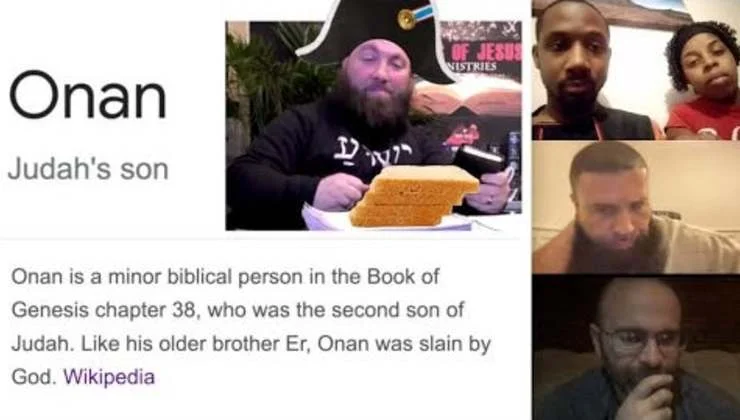 Onan
Judah's son
OF JESUS
NISTRIES
Onan is a minor biblical person in the Book of
Genesis chapter 38, who was the second son of
Judah. Like his older brother Er, Onan was slain by
God. Wikipedia